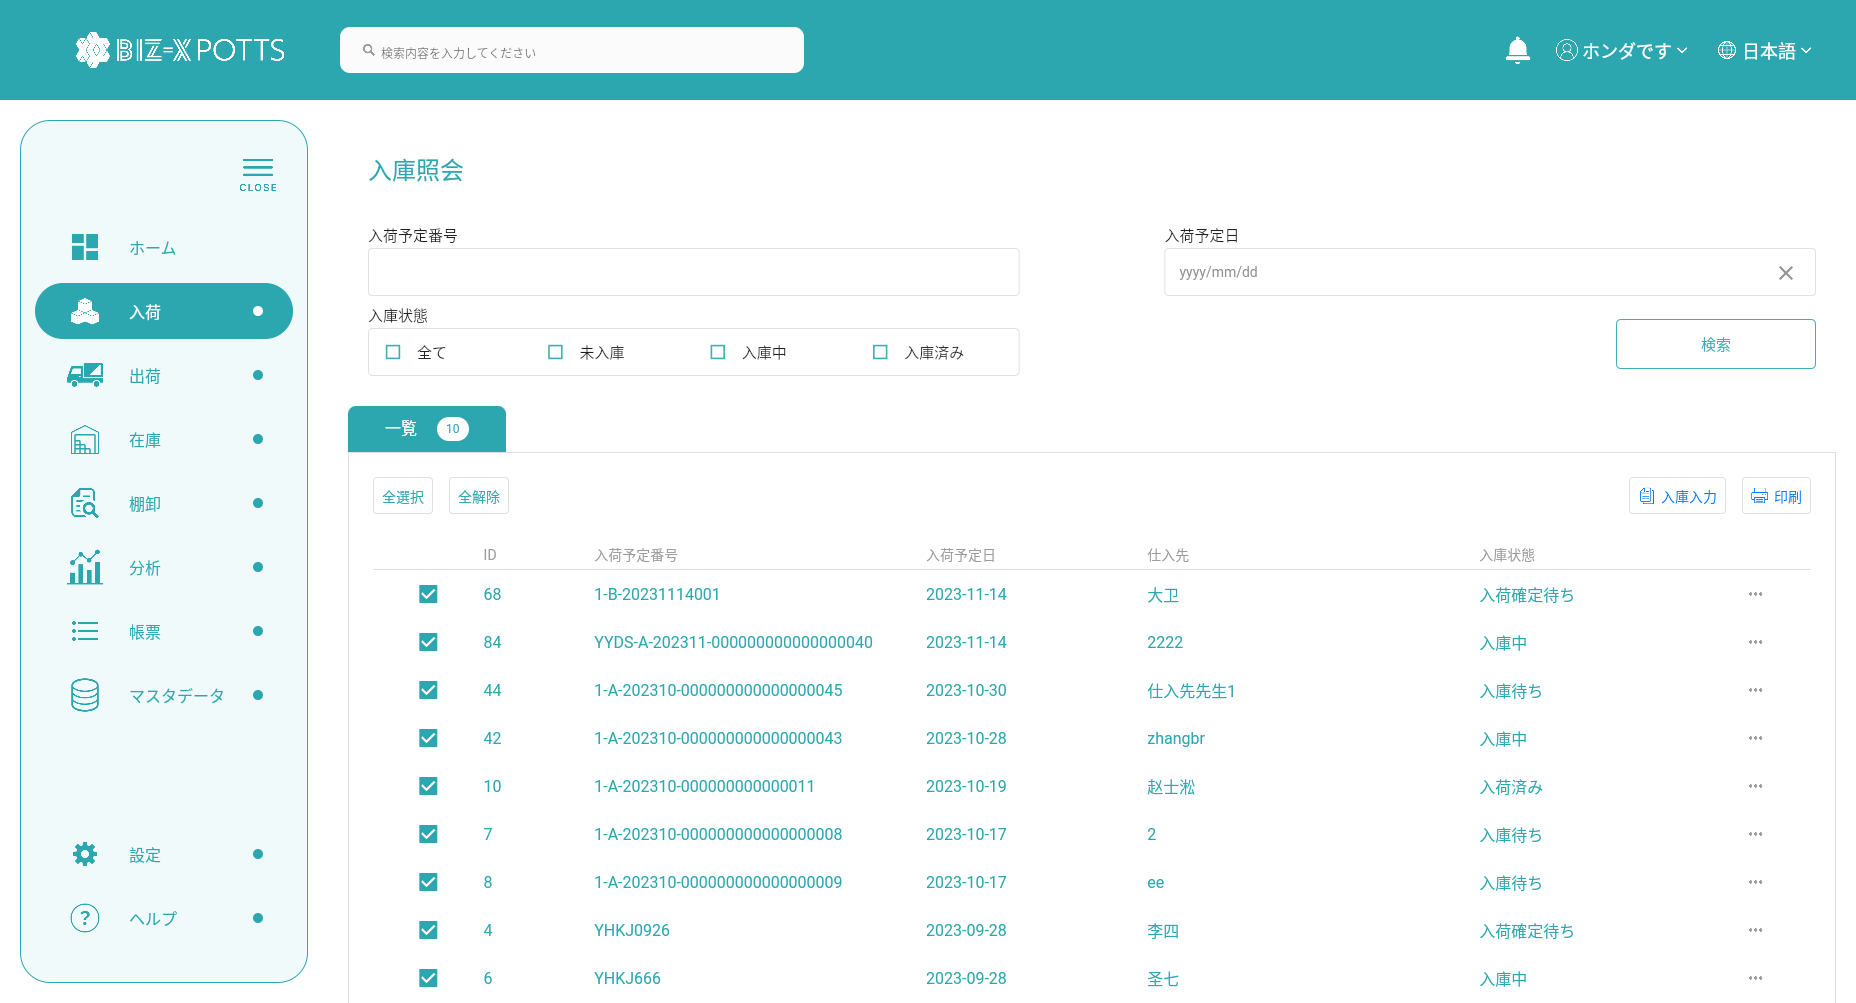 BIZ-X POTTS
検索内容を入力してください
ホンダです
日本語
CLOSE
ホーム
入荷
出荷
在庫
棚卸
分析
帳票
マスタデータ
設定
ヘルプ
入庫照会
入荷予定番号
入荷予定日
yyyy/mm/dd
入庫状態
全て 未入庫 入庫中 入庫済み
検索
一覧 10
全選択 全解除 入庫入力 印刷
ID 入荷予定番号 入荷予定日 仕入先 入庫状態
68 1-B-20231114001 2023-11-14 大卫 入荷確定待ち
84 YYDS-A-202311-000000000000000040 2023-11-14 2222 入庫中
44 1-A-202310-000000000000000045 2023-10-30 仕入先先生1 入庫待ち
42 1-A-202310-000000000000000043 2023-10-28 zhangbr 入庫中
10 1-A-202310-000000000000011 2023-10-19 赵士淞 入荷済み
7 1-A-202310-000000000000000008 2023-10-17 2 入庫待ち
8 1-A-202310-000000000000000009 2023-10-17 ee 入庫待ち
4 YHKJ0926 2023-09-28 李四 入荷確定待ち
6 YHKJ666 2023-09-28 圣七 入庫中